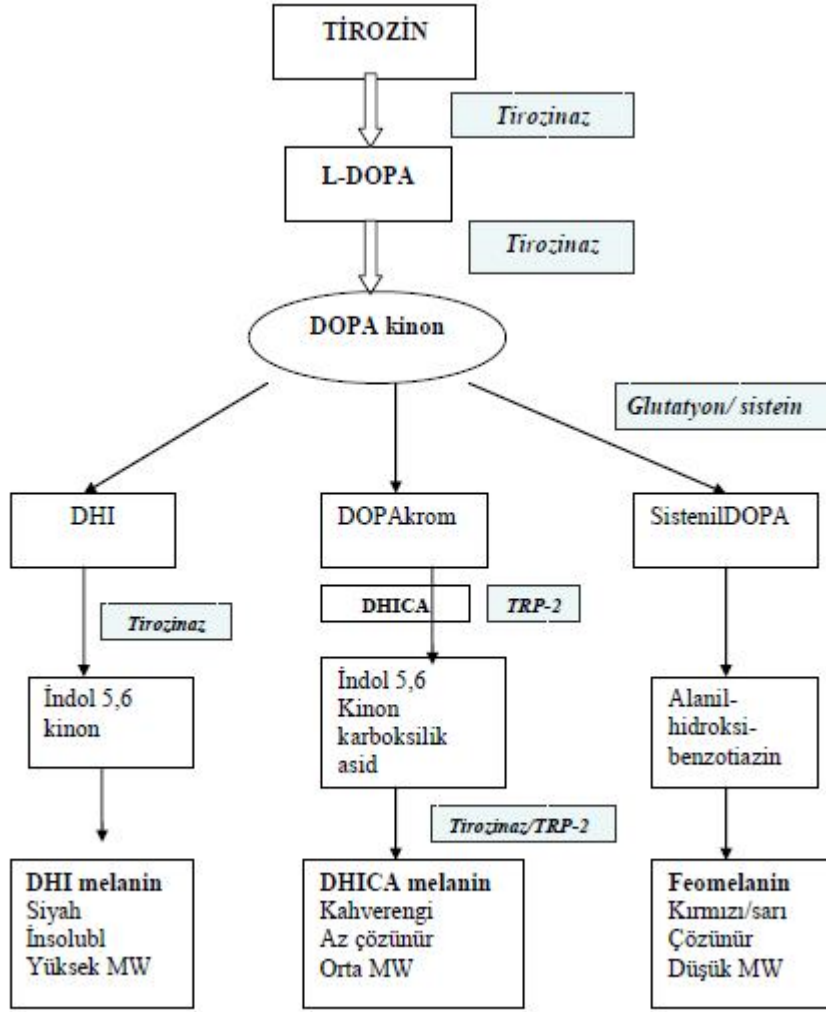 TİROZİN
Tirozinaz
L-DOPA
Tirozinaz
DOPA kinon
Glutatyon/ sistein
DHI
DOPAkrom
SistenilDOPA
DHICA
TRP-2
Tirozinaz
İndol 5,6
kinon
İndol 5,6
Kinon
karboksilik
asid
Alanil-
hidroksi-
benzotiazin
Tirozinaz/TRP-2
DHI melanin
Siyah
İnsolubl
Yüksek MW
DHICA melanin
Kahverengi
Az çözünür
Orta MW
Feomelanin
Kırmızı/sarı
Çözünür
Düşük MW